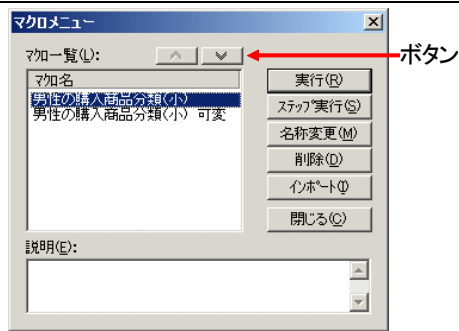 マクロメニュー
マクロ一覧(L):
ボタン
マクロ名
男性の購入商品分類(小)
男性の購入商品分類(小) 可変
実行(R)
ステップ実行(S)
名称変更(M)
削除(D)
インポート(I)
閉じる(C)
説明(E):